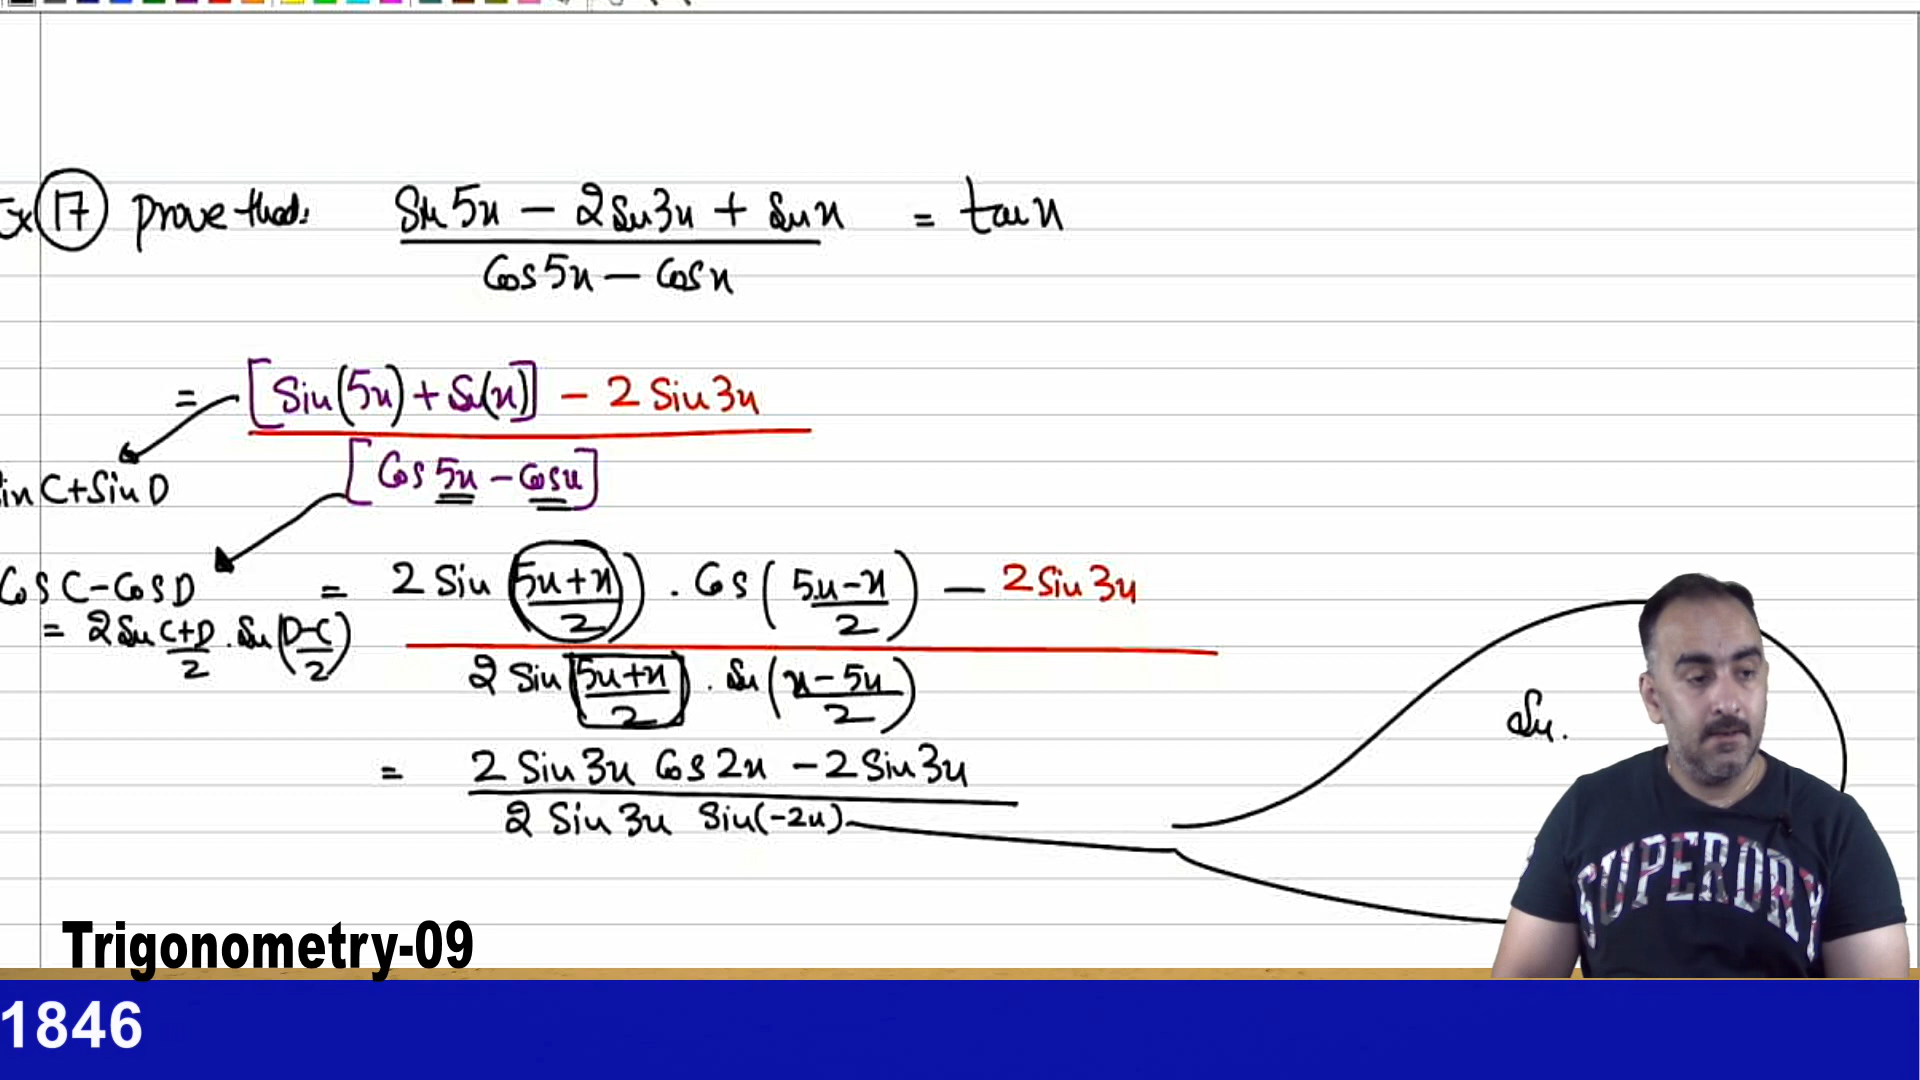 Ex 17 prove that: Sin 5x - 2 Sin 3x + Sin x / Cos 5x - Cos x = tan x
= [Sin(5x) + Sin(x)] - 2 Sin 3x / [Cos 5x - Cos x]
Sin C + Sin D
Cos C - Cos D
= 2 Sin C+D/2 . Sin (D-C/2)
= 2 Sin (5x+x/2) . Cos (5x-x/2) - 2 Sin 3x / 2 Sin (5x+x/2) . Sin (x-5x/2)
= 2 Sin 3x Cos 2x - 2 Sin 3x / 2 Sin 3x Sin(-2x)
Sin.
SUPERDRY
Trigonometry-09
1846